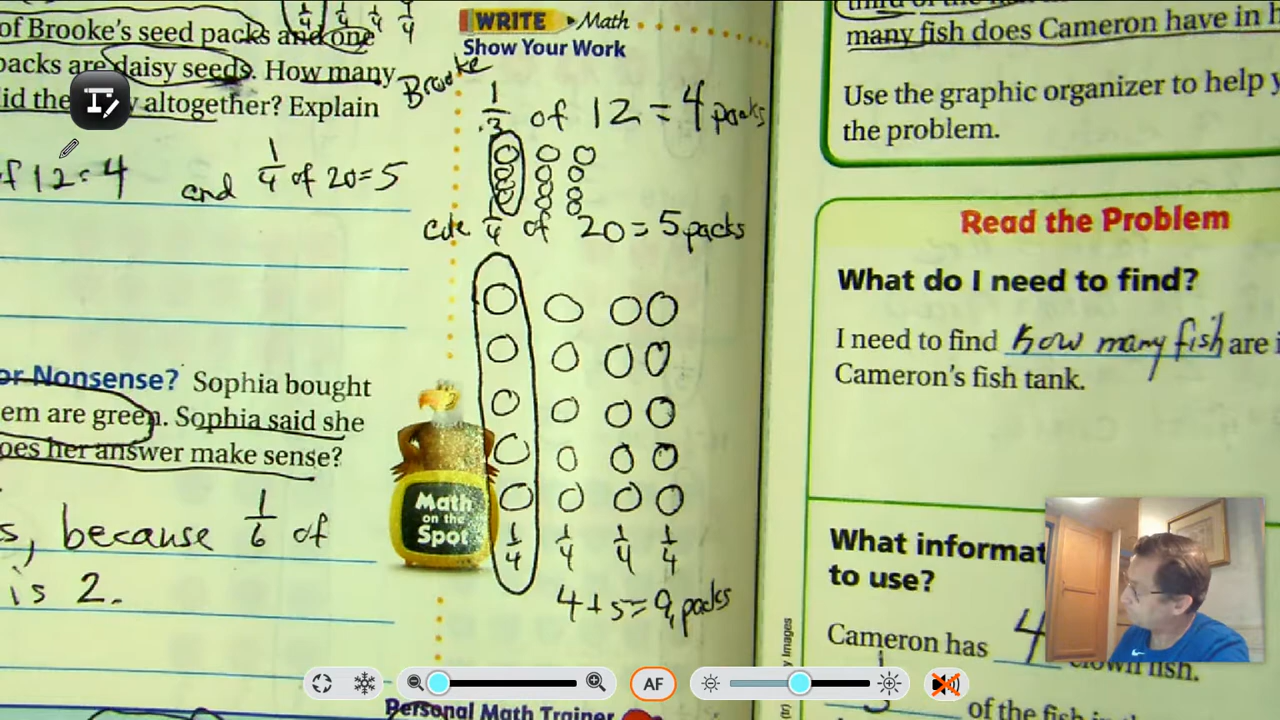 of Brooke's seed packs and one
packs are daisy seeds. How many
altogether? Explain
12 = 4 and 1/4 of 20=5
or Nonsense? Sophia bought
em are green. Sophia said she
oes her answer make sense?
s, because 1/6 of
is 2.
WRITE Math
Show Your Work
Brooke
1/3 of 12 = 4 packs
1/4 of 20 = 5 packs
Math
on the
Spot
1/4 1/4 1/4 1/4
4+5=9 packs
Personal Math Trainer
many fish does Cameron have in h
Use the graphic organizer to help y
the problem.
Read the Problem
What do I need to find?
I need to find how many fish are i
Cameron's fish tank.
What informat
to use?
Cameron has 4 clown fish.
of the fish in
AF